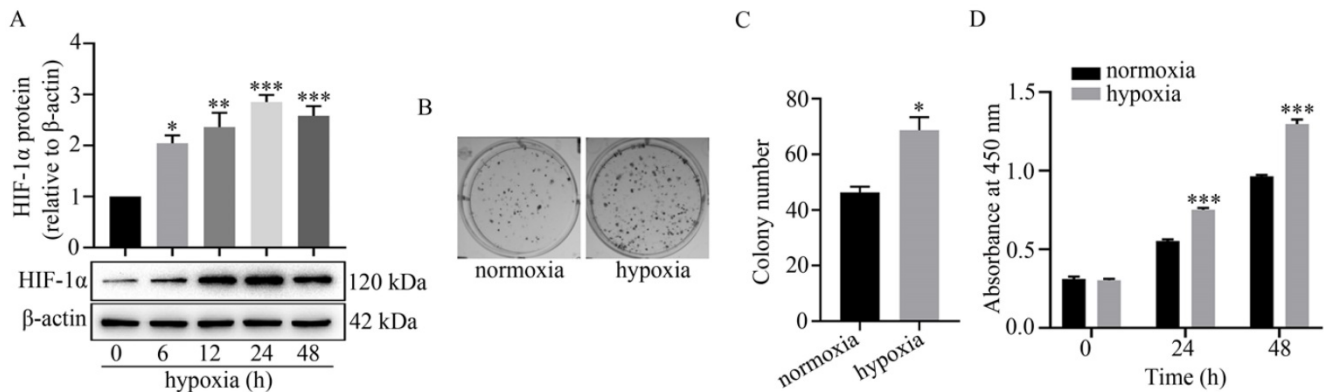 A
HIF-1α protein
(relative to β-actin)
4
3
2
1
0
*
**
***
***
HIF-1α
120 kDa
β-actin
42 kDa
0 6 12 24 48
hypoxia (h)
B
normoxia
hypoxia
C
Colony number
80
60
40
20
0
*
normoxia
hypoxia
D
normoxia
hypoxia
Absorbance at 450 nm
1.5
1.0
0.5
0.0
***
***
0 24 48
Time (h)